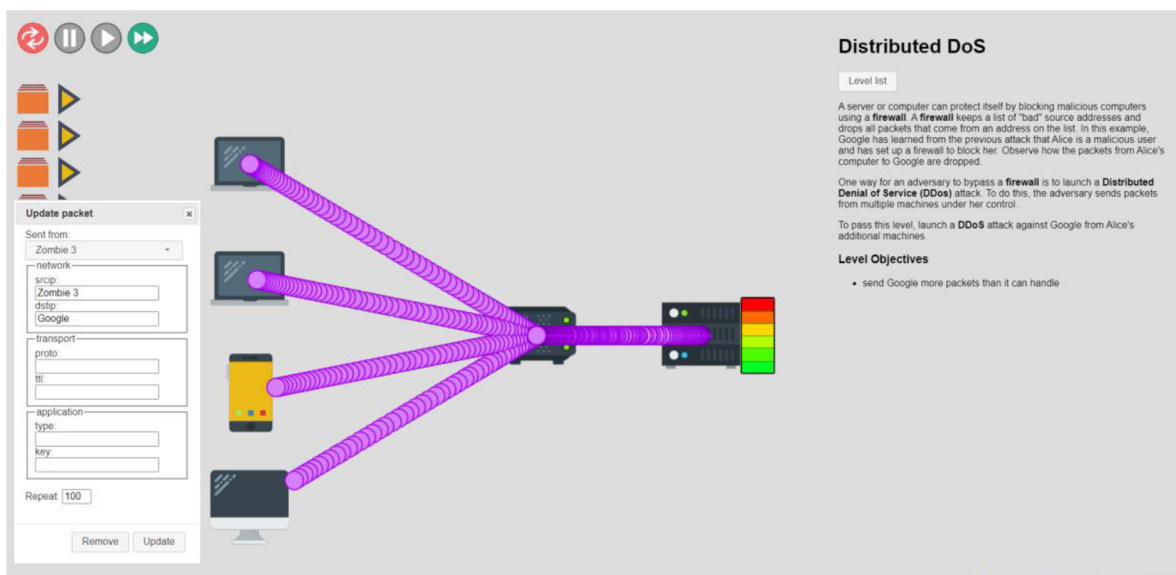 Distributed DoS
Level list
A server or computer can protect itself by blocking malicious computers
using a firewall. A firewall keeps a list of "bad" source addresses and
drops all packets that come from an address on the list. In this example,
Google has learned from the previous attack that Alice is a malicious user
and has set up a firewall to block her. Observe how the packets from Alice's
computer to Google are dropped.
One way for an adversary to bypass a firewall is to launch a Distributed
Denial of Service (DDos) attack. To do this, the adversary sends packets
from multiple machines under her control.
To pass this level, launch a DDoS attack against Google from Alice's
additional machines.
Level Objectives
send Google more packets than it can handle
Update packet
Sent from:
Zombie 3
network
srcip:
Zombie 3
dstip:
Google
transport
proto:
ttl:
application
type:
key:
Repeat: 100
Remove Update